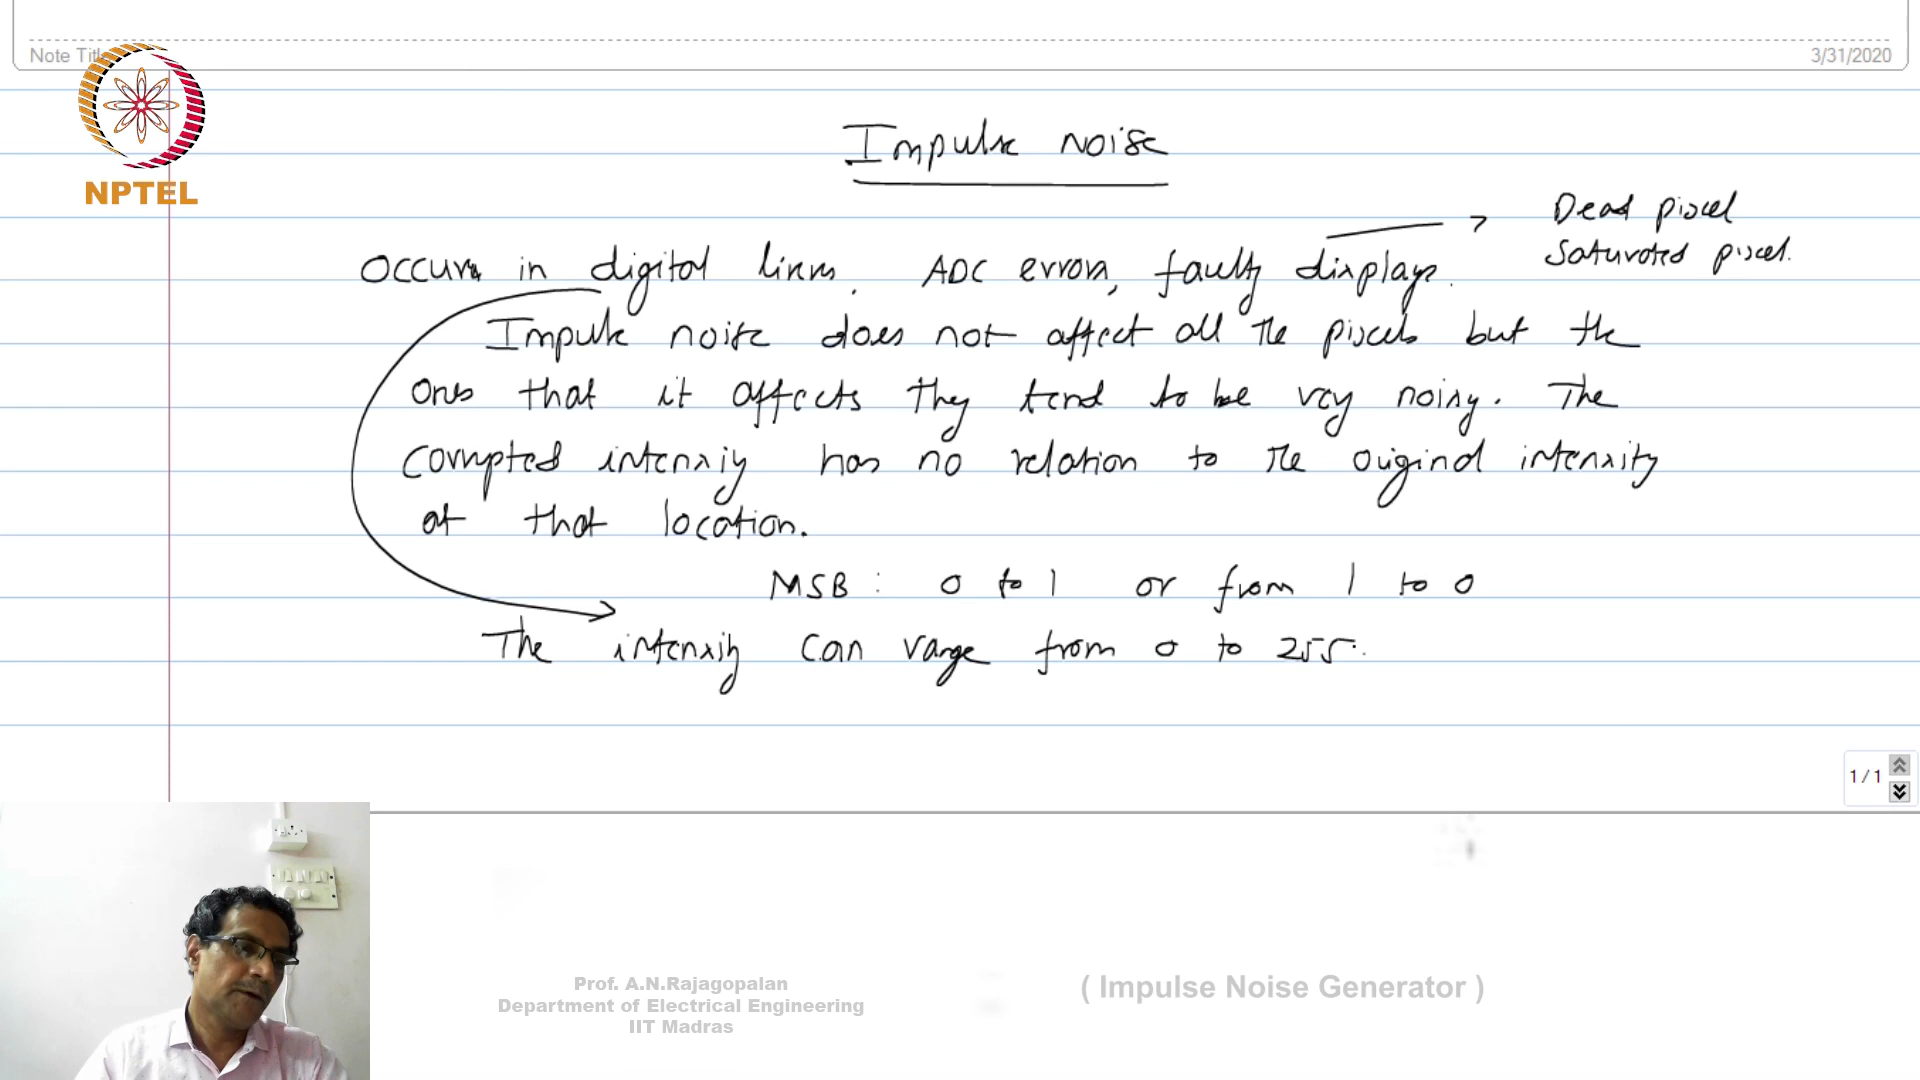 Note Title
3/31/2020
NPTEL
Impulse noise
Dead pixel
Saturated pixel.
Occurs in digital links. ADC errors, faulty displays.
Impulse noise does not affect all the pixels but the
ones that it affects they tend to be very noisy. The
corrupted intensity has no relation to the original intensity
at that location.
MSB : 0 to 1 or from 1 to 0
The intensity can range from 0 to 255.
1 / 1
Prof. A.N.Rajagopalan
Department of Electrical Engineering
IIT Madras
( Impulse Noise Generator )